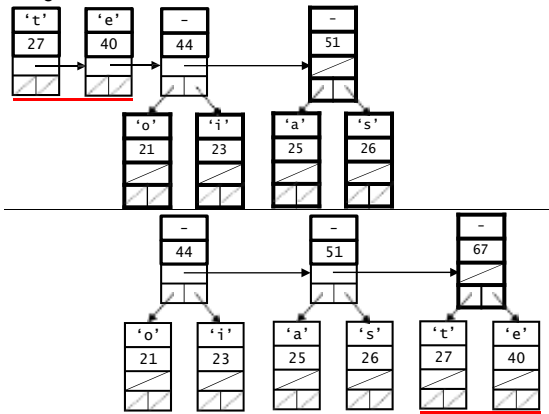 ‘t’ ‘e’ - -
27 40 44 51
‘o’ ‘i’ ‘a’ ‘s’
21 23 25 26
- - -
44 51 67
‘o’ ‘i’ ‘a’ ‘s’ ‘t’ ‘e’
21 23 25 26 27 40